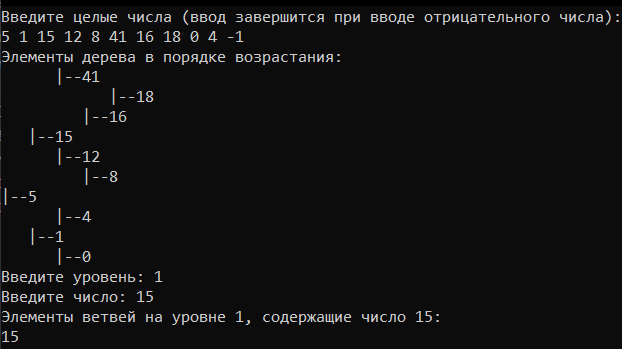 Введите целые числа (ввод завершится при вводе отрицательного числа):
5 1 15 12 8 41 16 18 0 4 -1
Элементы дерева в порядке возрастания:
      |--41
            |--18
         |--16
   |--15
      |--12
         |--8
|--5
      |--4
   |--1
      |--0
Введите уровень: 1
Введите число: 15
Элементы ветвей на уровне 1, содержащие число 15:
15